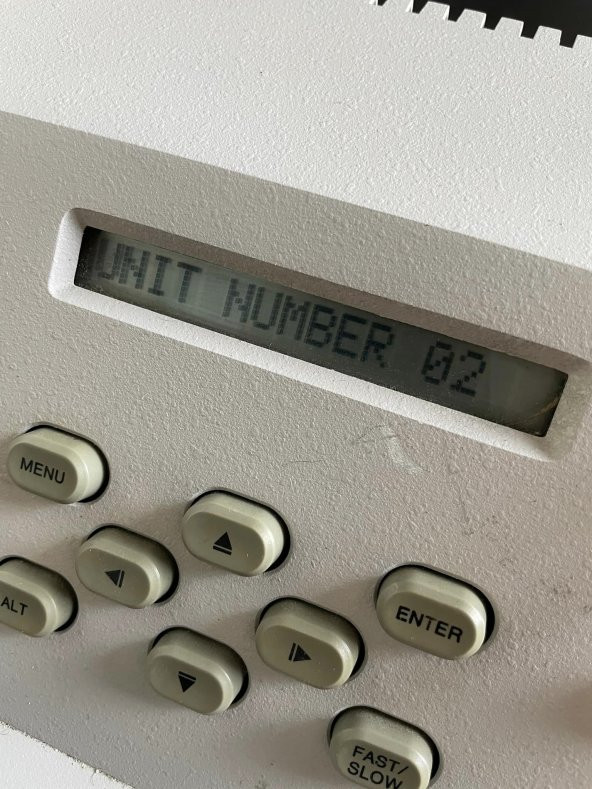 UNIT NUMBER 02
MENU
ALT
ENTER
FAST/
SLOW